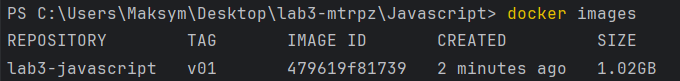 PS C:\Users\Maksym\Desktop\lab3-mtrpz\Javascript> docker images
REPOSITORY TAG IMAGE ID CREATED SIZE
lab3-javascript v01 479619f81739 2 minutes ago 1.02GB